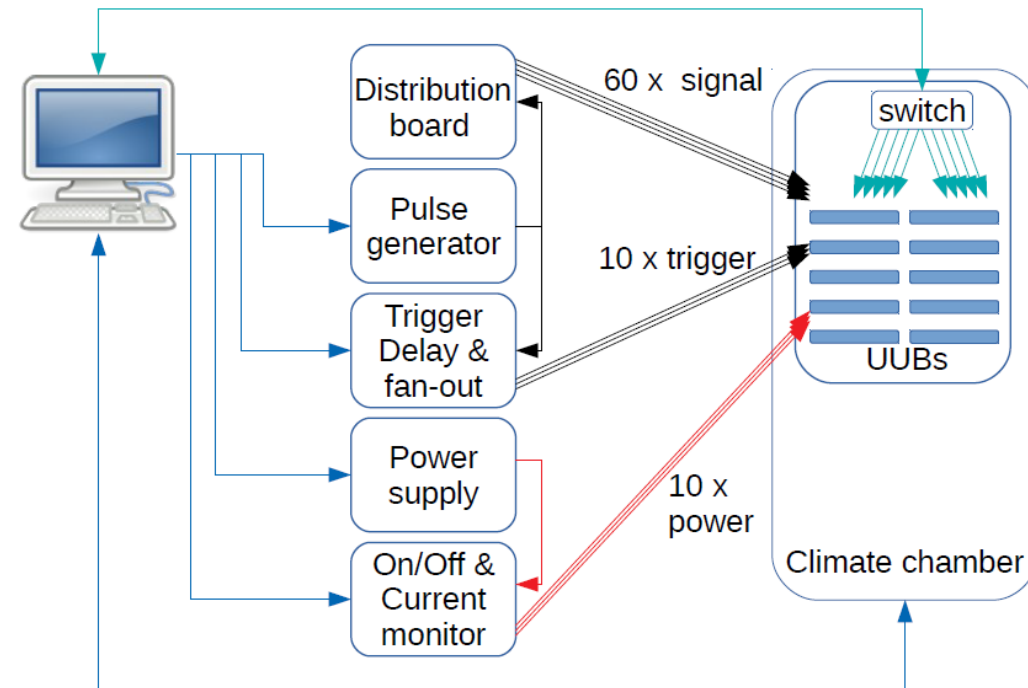 Distribution
board
60 x  signal
switch
Pulse
generator
10 x trigger
Trigger
Delay &
fan-out
UUBs
Power
supply
10 x
power
On/Off &
Current
monitor
Climate chamber